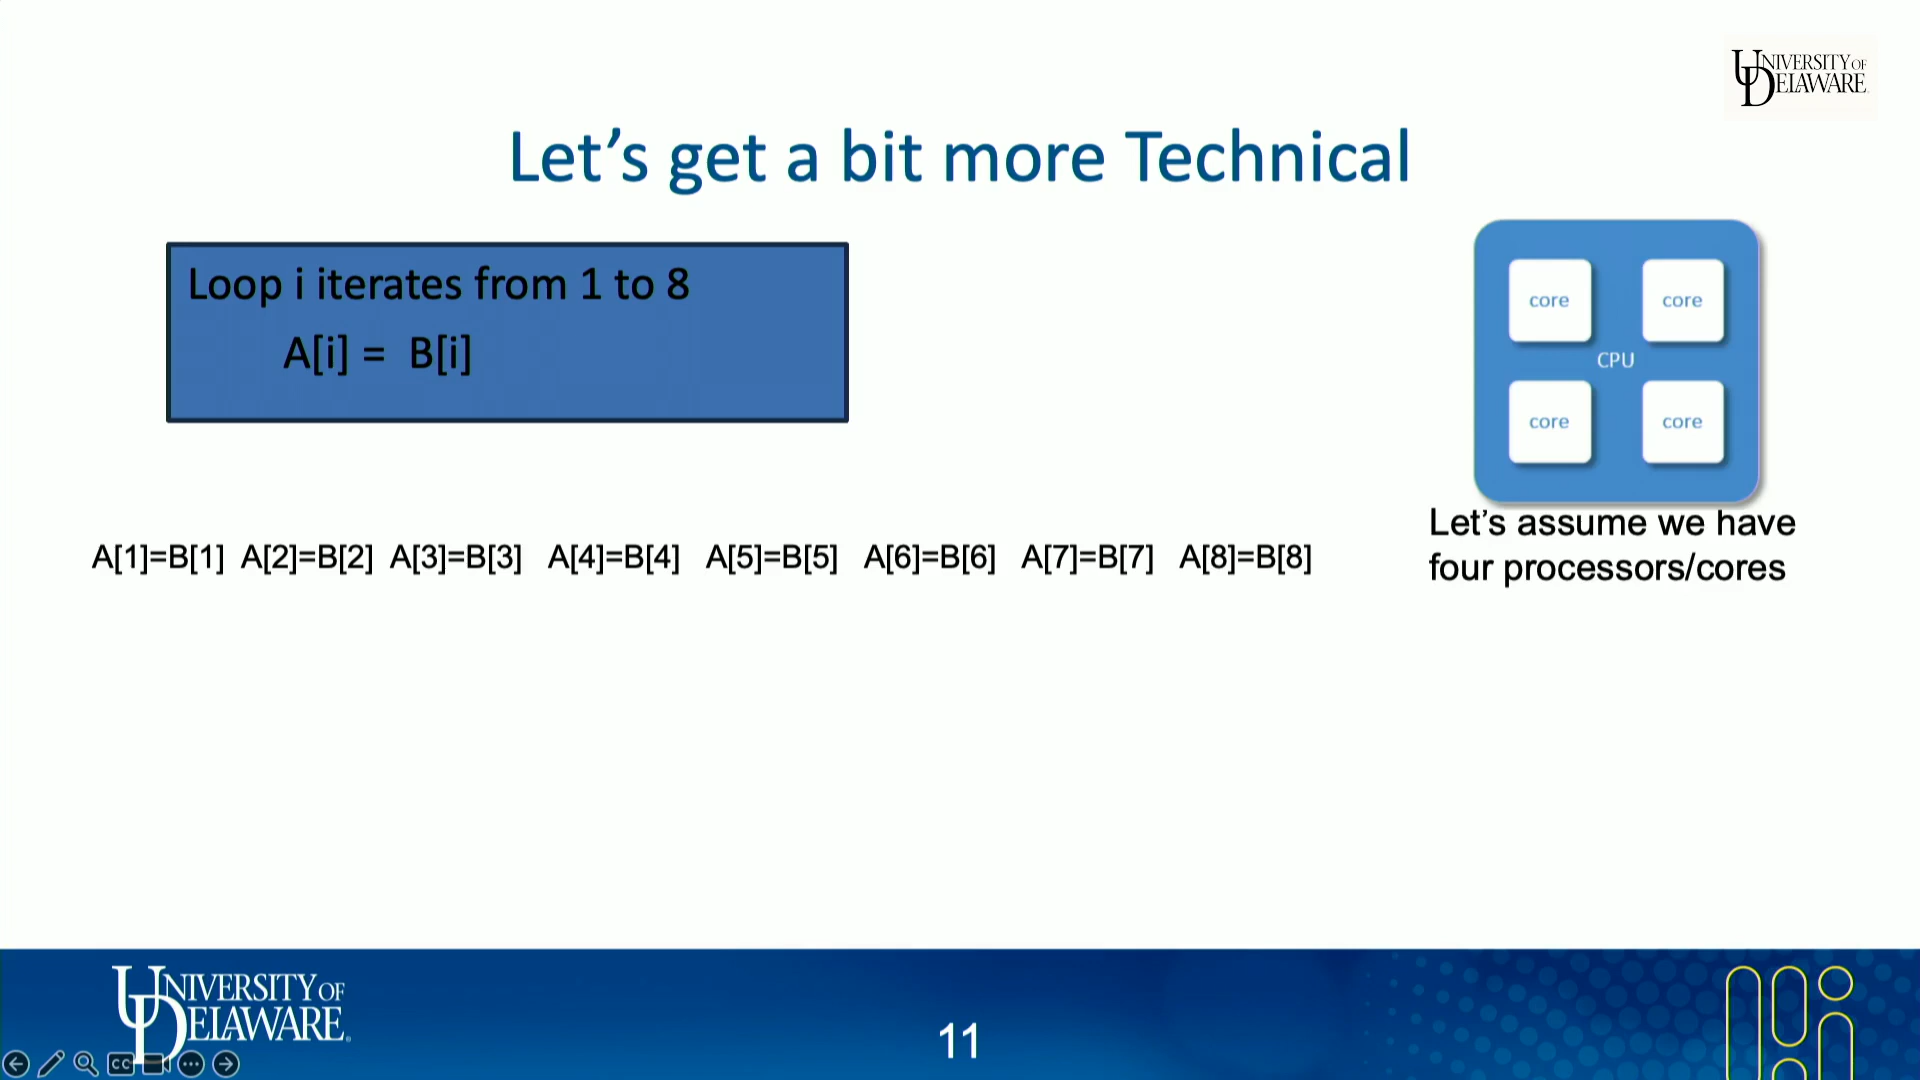 UNIVERSITY OF
DELAWARE
Let's get a bit more Technical
Loop i iterates from 1 to 8
A[i] = B[i]
core
core
CPU
core
core
Let's assume we have
four processors/cores
A[1]=B[1] A[2]=B[2] A[3]=B[3] A[4]=B[4] A[5]=B[5] A[6]=B[6] A[7]=B[7] A[8]=B[8]
UNIVERSITY OF
DELAWARE
11
CC